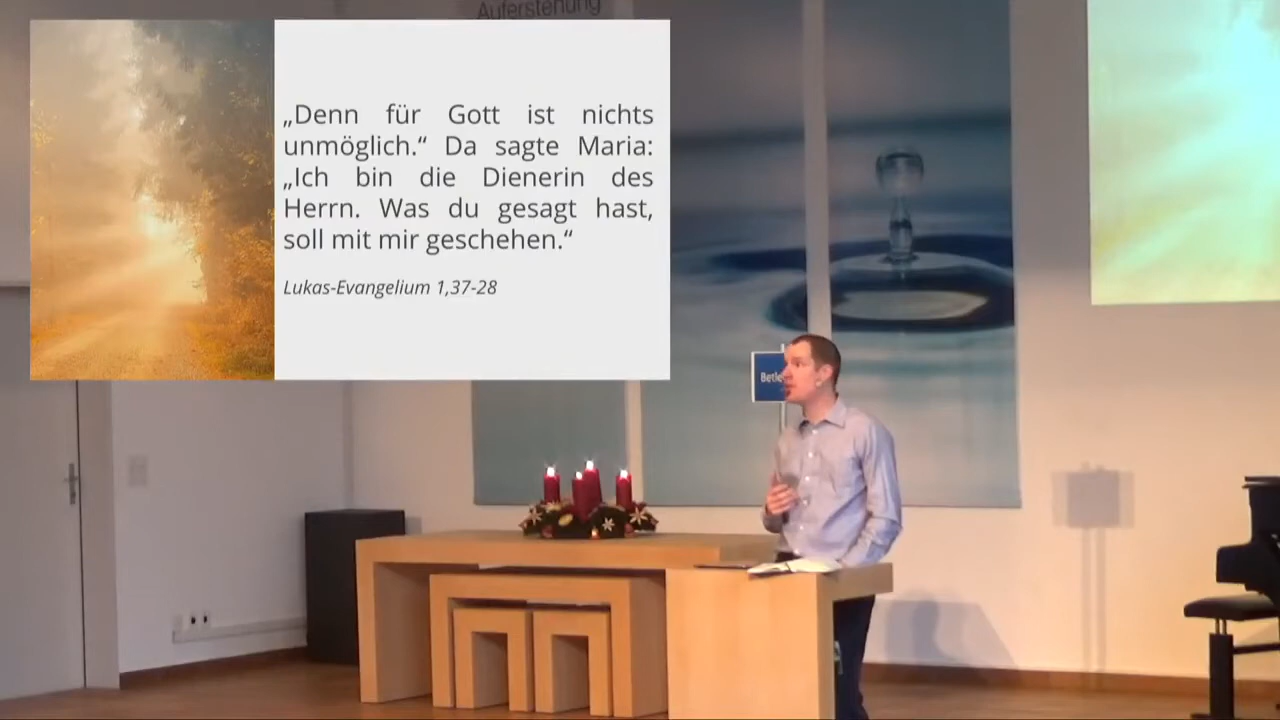 Auferstehung
„Denn für Gott ist nichts
unmöglich.“ Da sagte Maria:
„Ich bin die Dienerin des
Herrn. Was du gesagt hast,
soll mit mir geschehen.“
Lukas-Evangelium 1,37-28
Betle